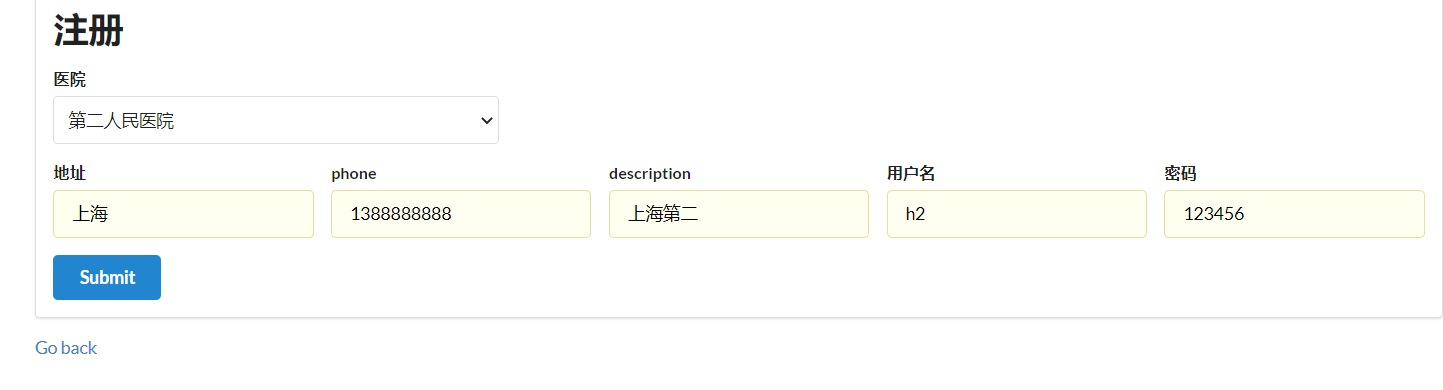 注册
医院
第二人民医院
地址 phone description 用户名 密码
上海 1388888888 上海第二 h2 123456
Submit
Go back